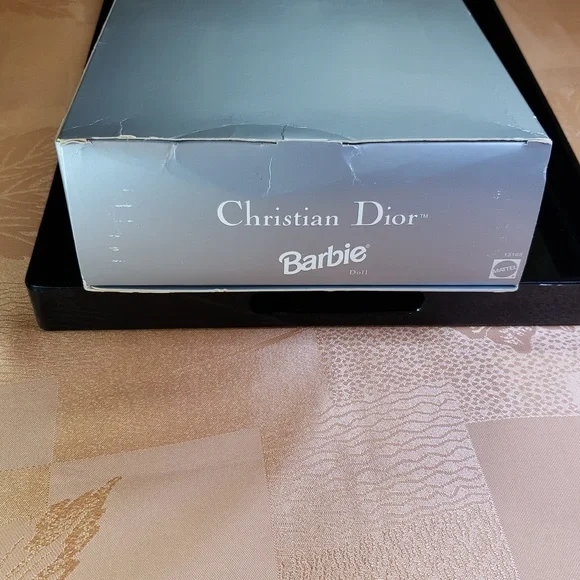 Christian Dior™
Barbie®
Doll
MATTEL